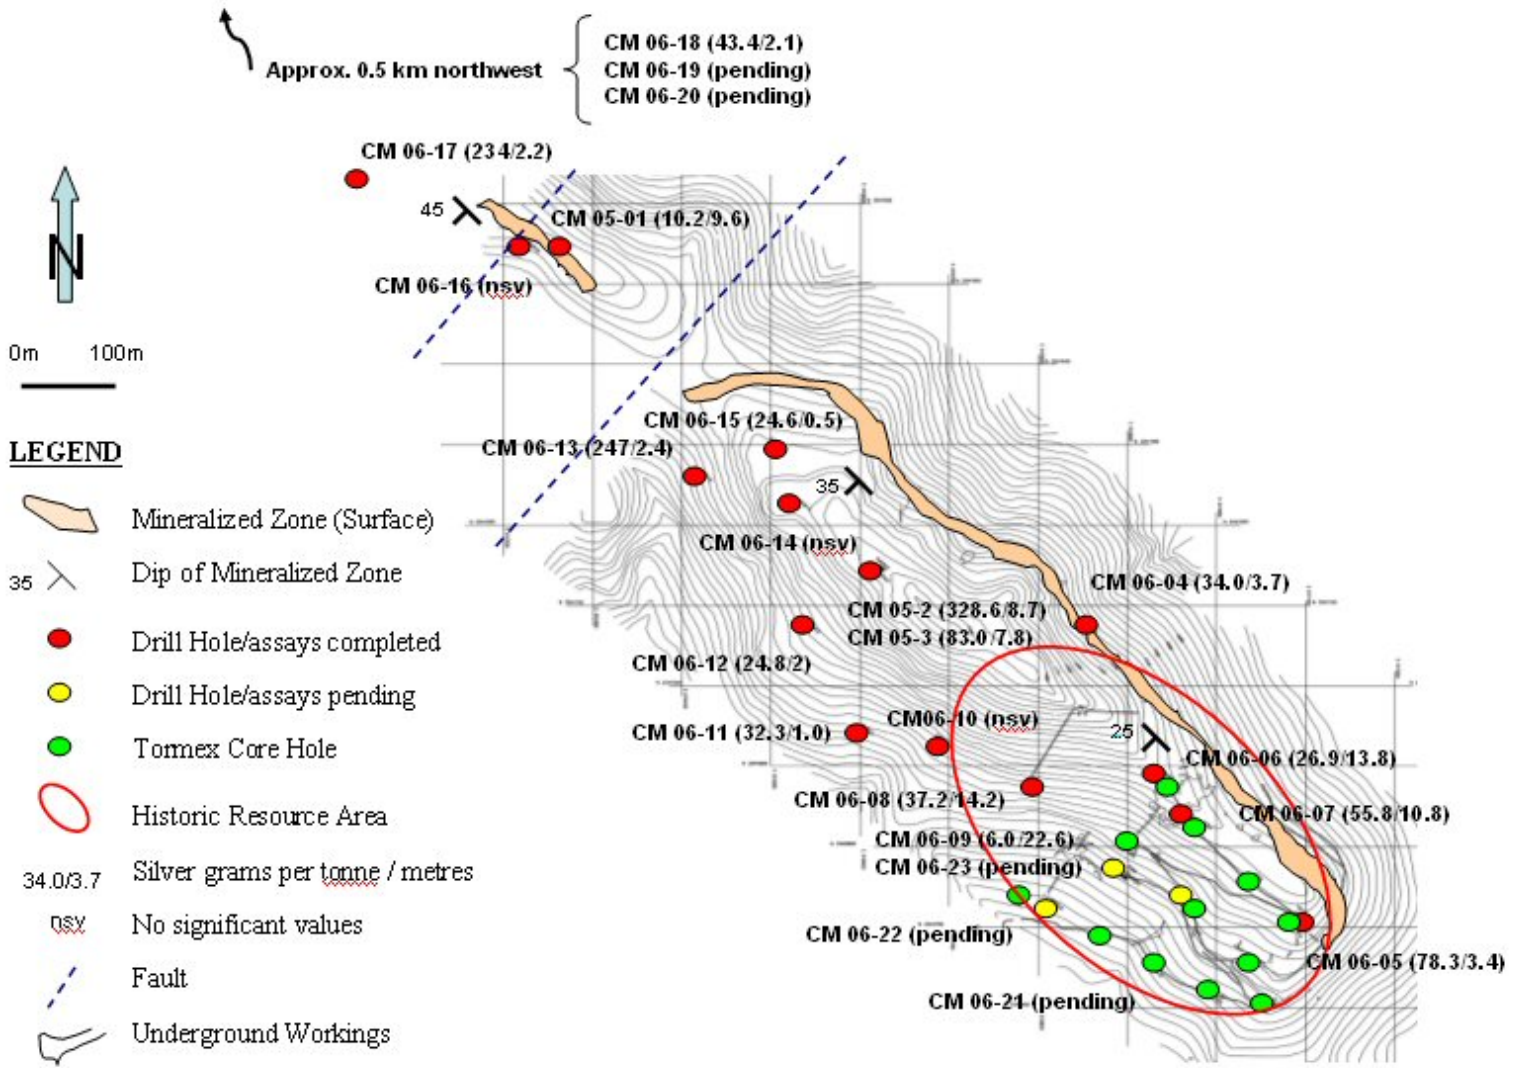 CM 06-18 (43.4/2.1)
Approx. 0.5 km northwest
CM 06-19 (pending)
CM 06-20 (pending)
CM 06-17 (234/2.2)
45
CM 05-01 (10.2/9.6)
N
CM 06-16 (nsv)
0m 100m
CM 06-15 (24.6/0.5)
CM 06-13 (247/2.4)
35
CM 06-14 (nsv)
CM 06-04 (34.0/3.7)
CM 05-2 (328.6/8.7)
CM 05-3 (83.0/7.8)
CM 06-12 (24.8/2)
CM06-10 (nsv)
CM 06-11 (32.3/1.0)
25
CM 06-06 (26.9/13.8)
CM 06-08 (37.2/14.2)
CM 06-07 (55.8/10.8)
CM 06-09 (6.0/22.6)
CM 06-23 (pending)
CM 06-22 (pending)
CM 06-05 (78.3/3.4)
CM 06-21 (pending)
LEGEND
Mineralized Zone (Surface)
35 Dip of Mineralized Zone
Drill Hole/assays completed
Drill Hole/assays pending
Tormex Core Hole
Historic Resource Area
34.0/3.7 Silver grams per tonne / metres
nsv No significant values
Fault
Underground Workings